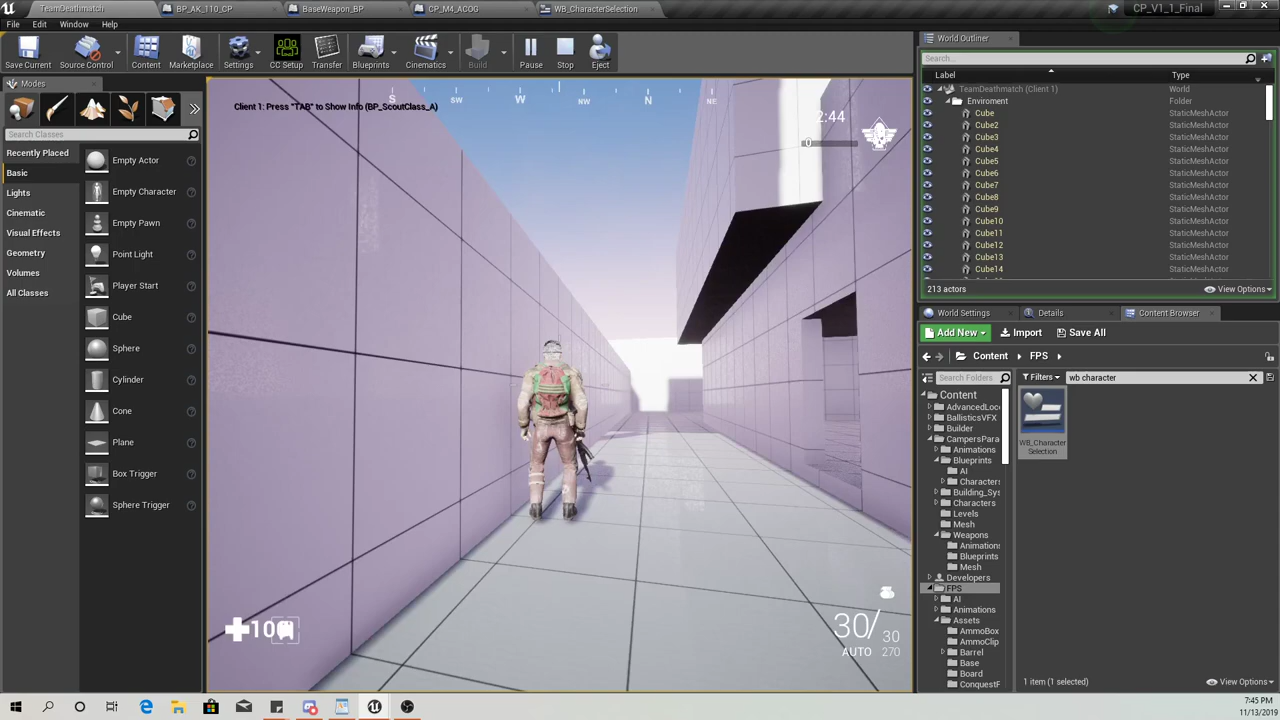 TeamDeathmatch
BP_AK_110_CP
BaseWeapon_BP
CP_M4_ACOG
WB_CharacterSelection
CP_V1_1_Final
File Edit Window Help
Save Current
Source Control
Content
Marketplace
Settings
CC Setup
Transfer
Blueprints
Cinematics
Build
Pause
Stop
Eject
Modes
Search Classes
Recently Placed
Basic
Lights
Cinematic
Visual Effects
Geometry
Volumes
All Classes
Empty Actor
Empty Character
Empty Pawn
Point Light
Player Start
Cube
Sphere
Cylinder
Cone
Plane
Box Trigger
Sphere Trigger
Client 1: Press "TAB" to Show Info (BP_ScoutClass_A)
S SW W NW N NE
2:44
0
10
30/ 30
AUTO 270
World Outliner
Search...
Label Type
TeamDeathmatch (Client 1) World
Enviroment Folder
Cube StaticMeshActor
Cube2 StaticMeshActor
Cube3 StaticMeshActor
Cube4 StaticMeshActor
Cube5 StaticMeshActor
Cube6 StaticMeshActor
Cube7 StaticMeshActor
Cube8 StaticMeshActor
Cube9 StaticMeshActor
Cube10 StaticMeshActor
Cube11 StaticMeshActor
Cube12 StaticMeshActor
Cube13 StaticMeshActor
Cube14 StaticMeshActor
213 actors View Options
World Settings Details Content Browser
Add New Import Save All
Content FPS
Search Folders
Filters wb character
Content
AdvancedLoc
BallisticsVFX
Builder
CampersPara
Animations
Blueprints
AI
Characters
Building_Sys
Characters
Levels
Mesh
Weapons
Animations
Blueprints
Mesh
Developers
FPS
AI
Animations
Assets
AmmoBox
AmmoClip
Barrel
Base
Board
ConquestF
WB_Character
Selection
1 item (1 selected) View Options
7:45 PM
11/13/2019